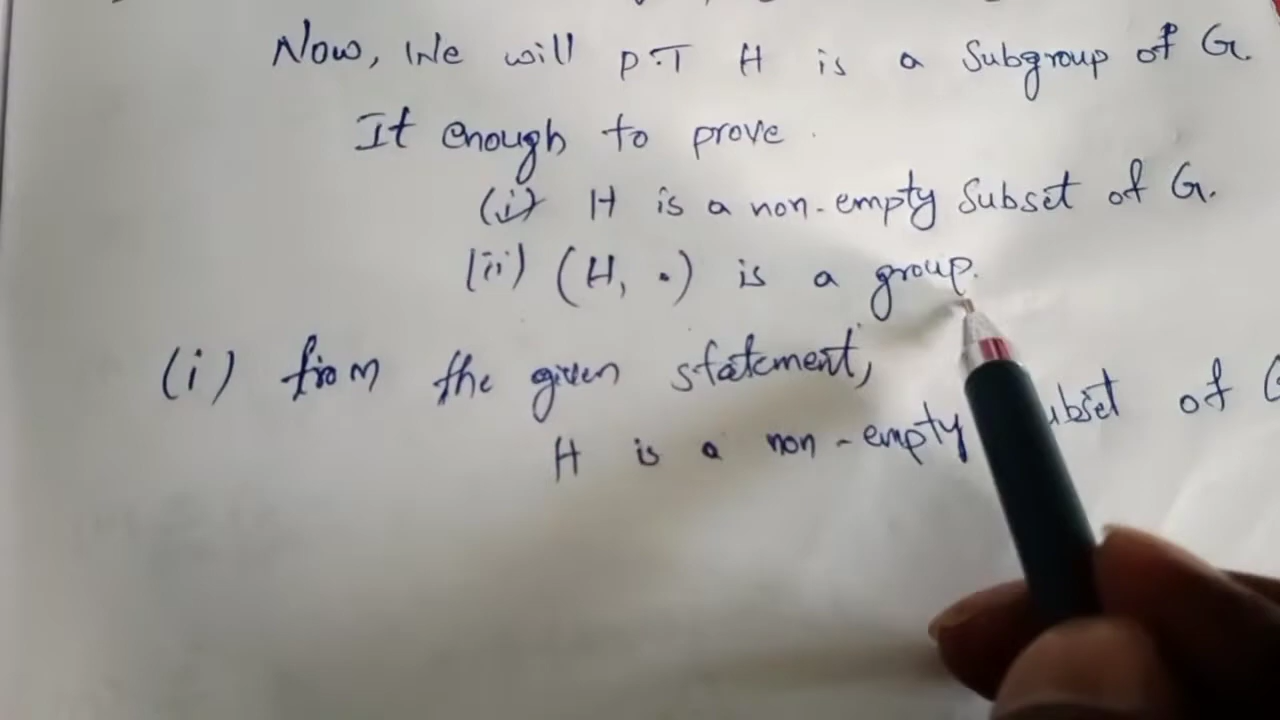 Now, We will P.T H is a Subgroup of G.
It enough to prove
(i) H is a non-empty Subset of G.
(ii) (H, ·) is a group.
(i) from the given statement,
H is a non-empty of